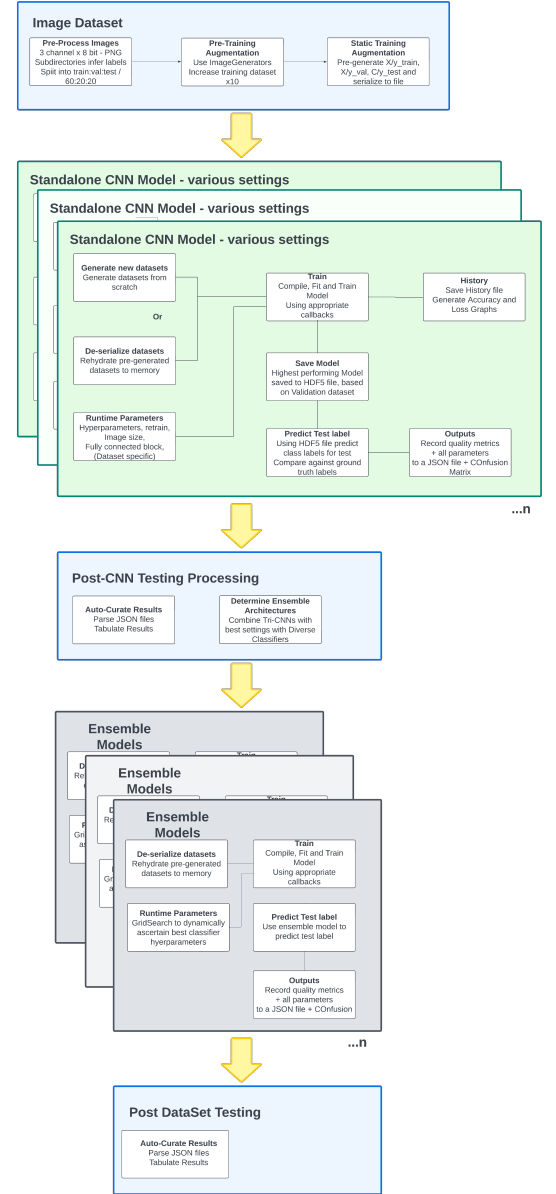 Image Dataset
Pre-Process Images
3 channel x 8 bit - PNG
Subdirectories infer labels
Split into train:val:test /
60:20:20
Pre-Training
Augmentation
Use ImageGenerators
Increase training dataset
x10
Static Training
Augmentation
Pre-generate X/y_train,
X/y_val, C/y_test and
serialize to file
Standalone CNN Model - various settings
Standalone CNN Model - various settings
Standalone CNN Model - various settings
Generate new datasets
Generate datasets from
scratch
Or
De-serialize datasets
Rehydrate pre-generated
datasets to memory
Runtime Parameters
Hyperparameters, retrain,
Image size,
Fully connected block,
(Dataset specific)
Train
Compile, Fit and Train
Model
Using appropriate
callbacks
History
Save History file
Generate Accuracy and
Loss Graphs
Save Model
Highest performing Model
saved to HDF5 file, based
on Validation dataset
Predict Test label
Using HDF5 file predict
class labels for test
Compare against ground
truth labels
Outputs
Record quality metrics
+ all parameters
to a JSON file + COnfusion
Matrix
...n
Post-CNN Testing Processing
Auto-Curate Results
Parse JSON files
Tabulate Results
Determine Ensemble
Architectures
Combine Tri-CNNs with
best settings with Diverse
Classifiers
Ensemble
Models
Train
Ensemble
Models
Train
Ensemble
Models
De-serialize datasets
Rehydrate pre-generated
datasets to memory
Train
Compile, Fit and Train
Model
Using appropriate
callbacks
Runtime Parameters
GridSearch to dynamically
ascertain best classifier
hyerparameters
Predict Test label
Use ensemble model to
predict test label
Outputs
Record quality metrics
+ all parameters
to a JSON file + COnfusion
...n
Post DataSet Testing
Auto-Curate Results
Parse JSON files
Tabulate Results